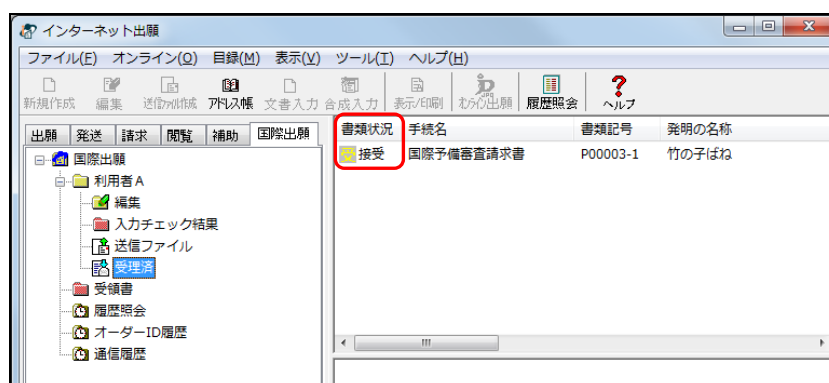 インターネット出願
ファイル(F) オンライン(O) 目録(M) 表示(V) ツール(T) ヘルプ(H)
新規作成 編集 送信ファイル作成 アドレス帳 文書入力 合成入力 表示/印刷 オンライン出願 履歴照会 ヘルプ
出願 発送 請求 閲覧 補助 国際出願
国際出願
利用者A
編集
入力チェック結果
送信ファイル
受理済
受領書
履歴照会
オーダーID履歴
通信履歴
書類状況 手続名 書類記号 発明の名称
接受 国際予備審査請求書 P00003-1 竹の子ばね